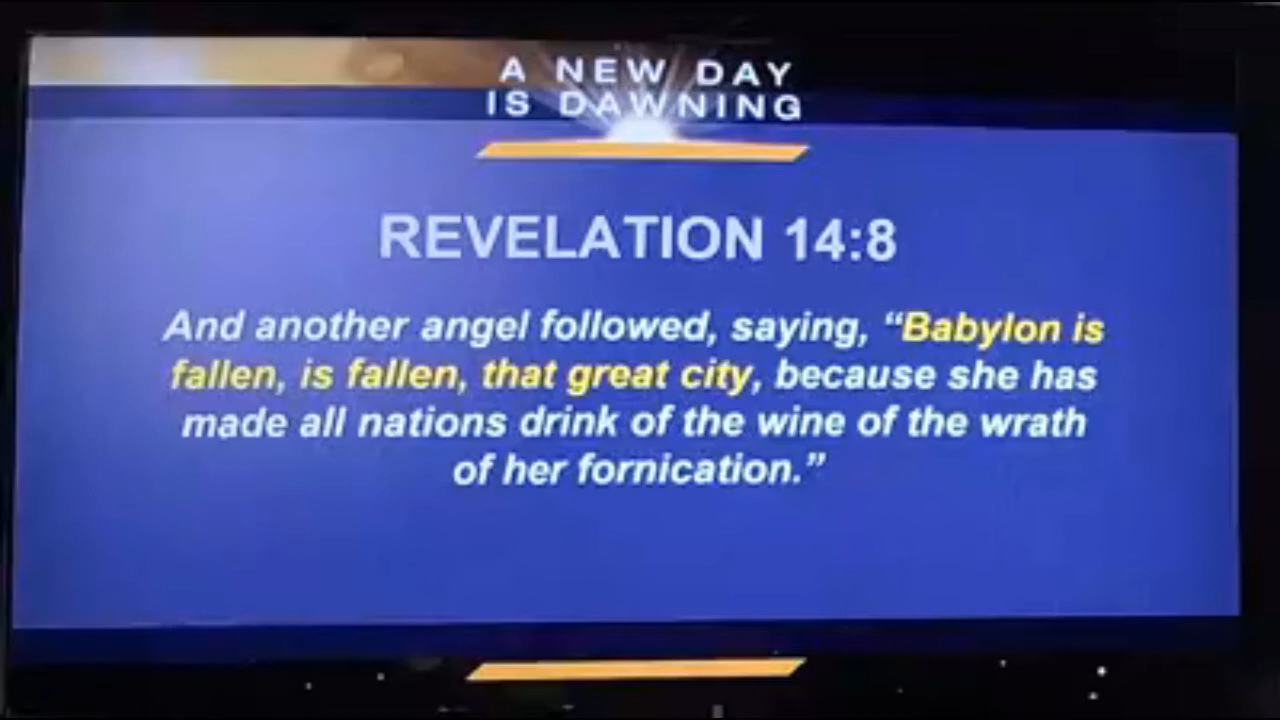 A NEW DAY
IS DAWNING
REVELATION 14:8
And another angel followed, saying, “Babylon is
fallen, is fallen, that great city, because she has
made all nations drink of the wine of the wrath
of her fornication.”